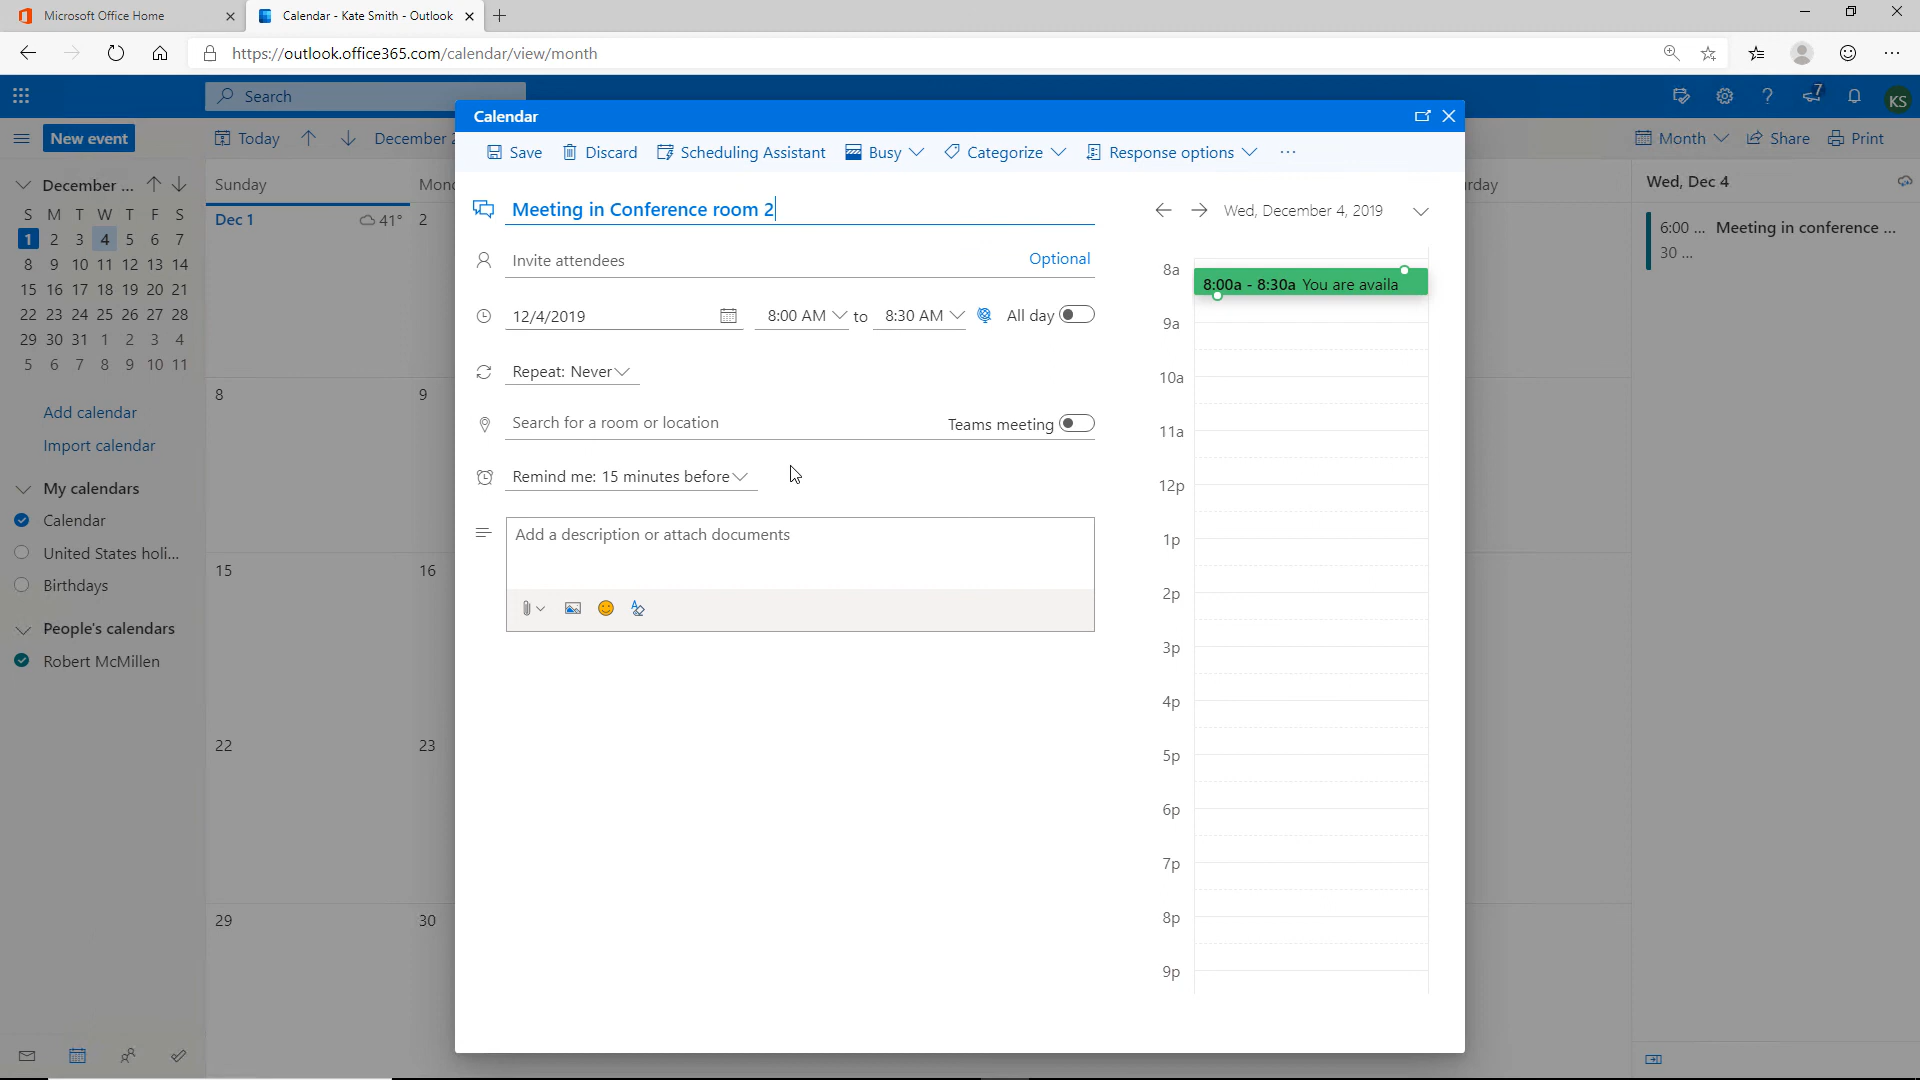 Microsoft Office Home
Calendar - Kate Smith - Outlook
https://outlook.office365.com/calendar/view/month
Search
7
KS
New event
Today
December 2
Month
Share
Print
Calendar
Save
Discard
Scheduling Assistant
Busy
Categorize
Response options
December ...
S M T W T F S
1 2 3 4 5 6 7
8 9 10 11 12 13 14
15 16 17 18 19 20 21
22 23 24 25 26 27 28
29 30 31 1 2 3 4
5 6 7 8 9 10 11
Add calendar
Import calendar
My calendars
Calendar
United States holi...
Birthdays
People's calendars
Robert McMillen
Sunday
Mon
Dec 1
41°
2
8
9
15
16
22
23
29
30
Meeting in Conference room 2
Invite attendees
Optional
12/4/2019
8:00 AM to 8:30 AM
All day
Repeat: Never
Search for a room or location
Teams meeting
Remind me: 15 minutes before
Add a description or attach documents
Wed, December 4, 2019
8a
8:00a - 8:30a You are availa
9a
10a
11a
12p
1p
2p
3p
4p
5p
6p
7p
8p
9p
rday
Wed, Dec 4
6:00 ... Meeting in conference ...
30 ...